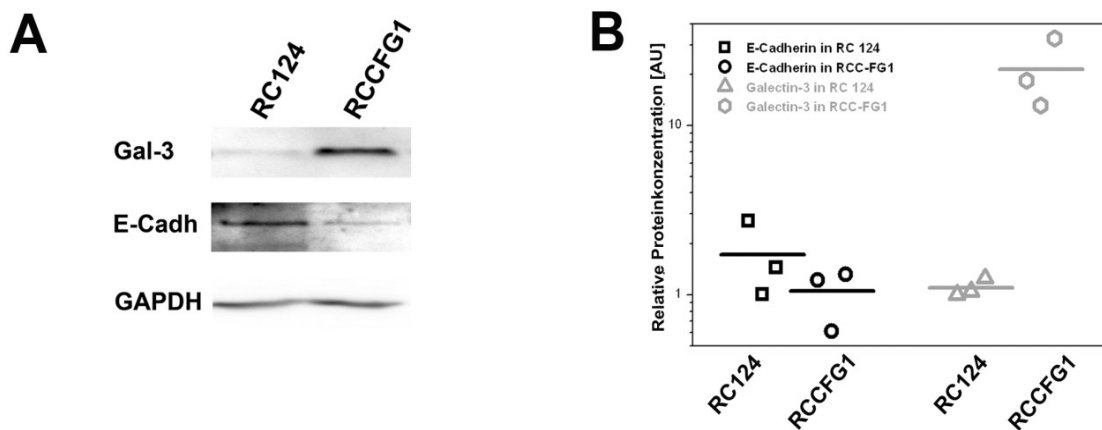 A
RC124
RCCFG1
Gal-3
E-Cadh
GAPDH
B
Relative Proteinkonzentration [AU]
E-Cadherin in RC 124
E-Cadherin in RCC-FG1
Galectin-3 in RC 124
Galectin-3 in RCC-FG1
10
1
RC124
RCCFG1
RC124
RCCFG1